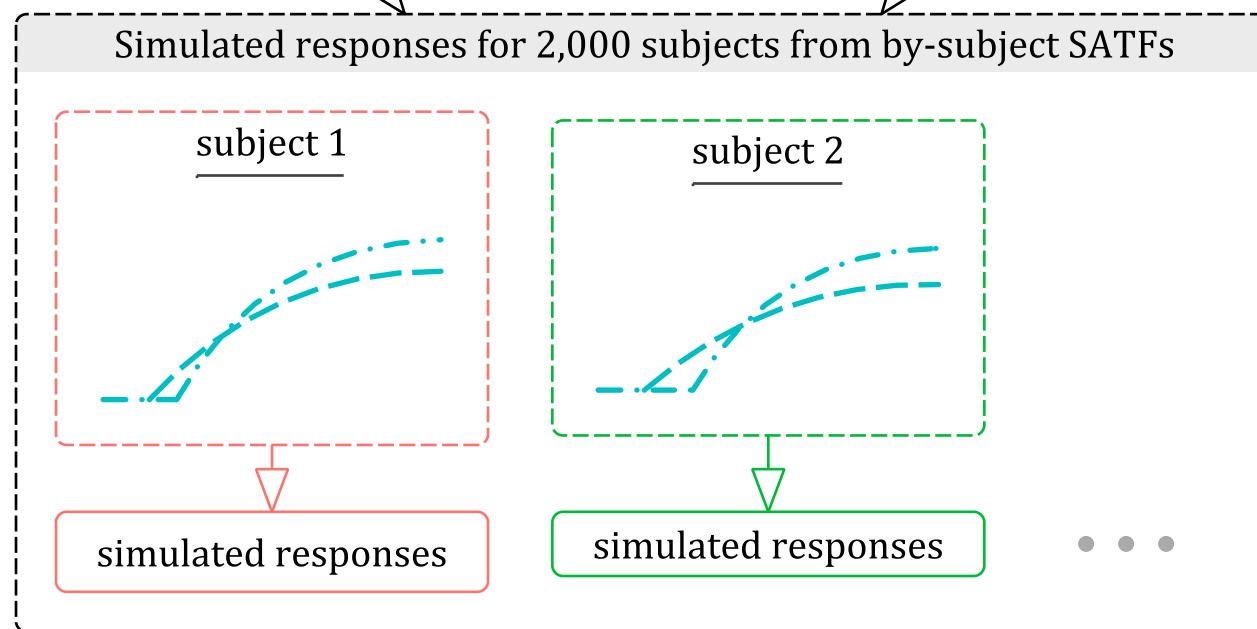 Simulated responses for 2,000 subjects from by-subject SATFs
subject 1
subject 2
simulated responses
simulated responses